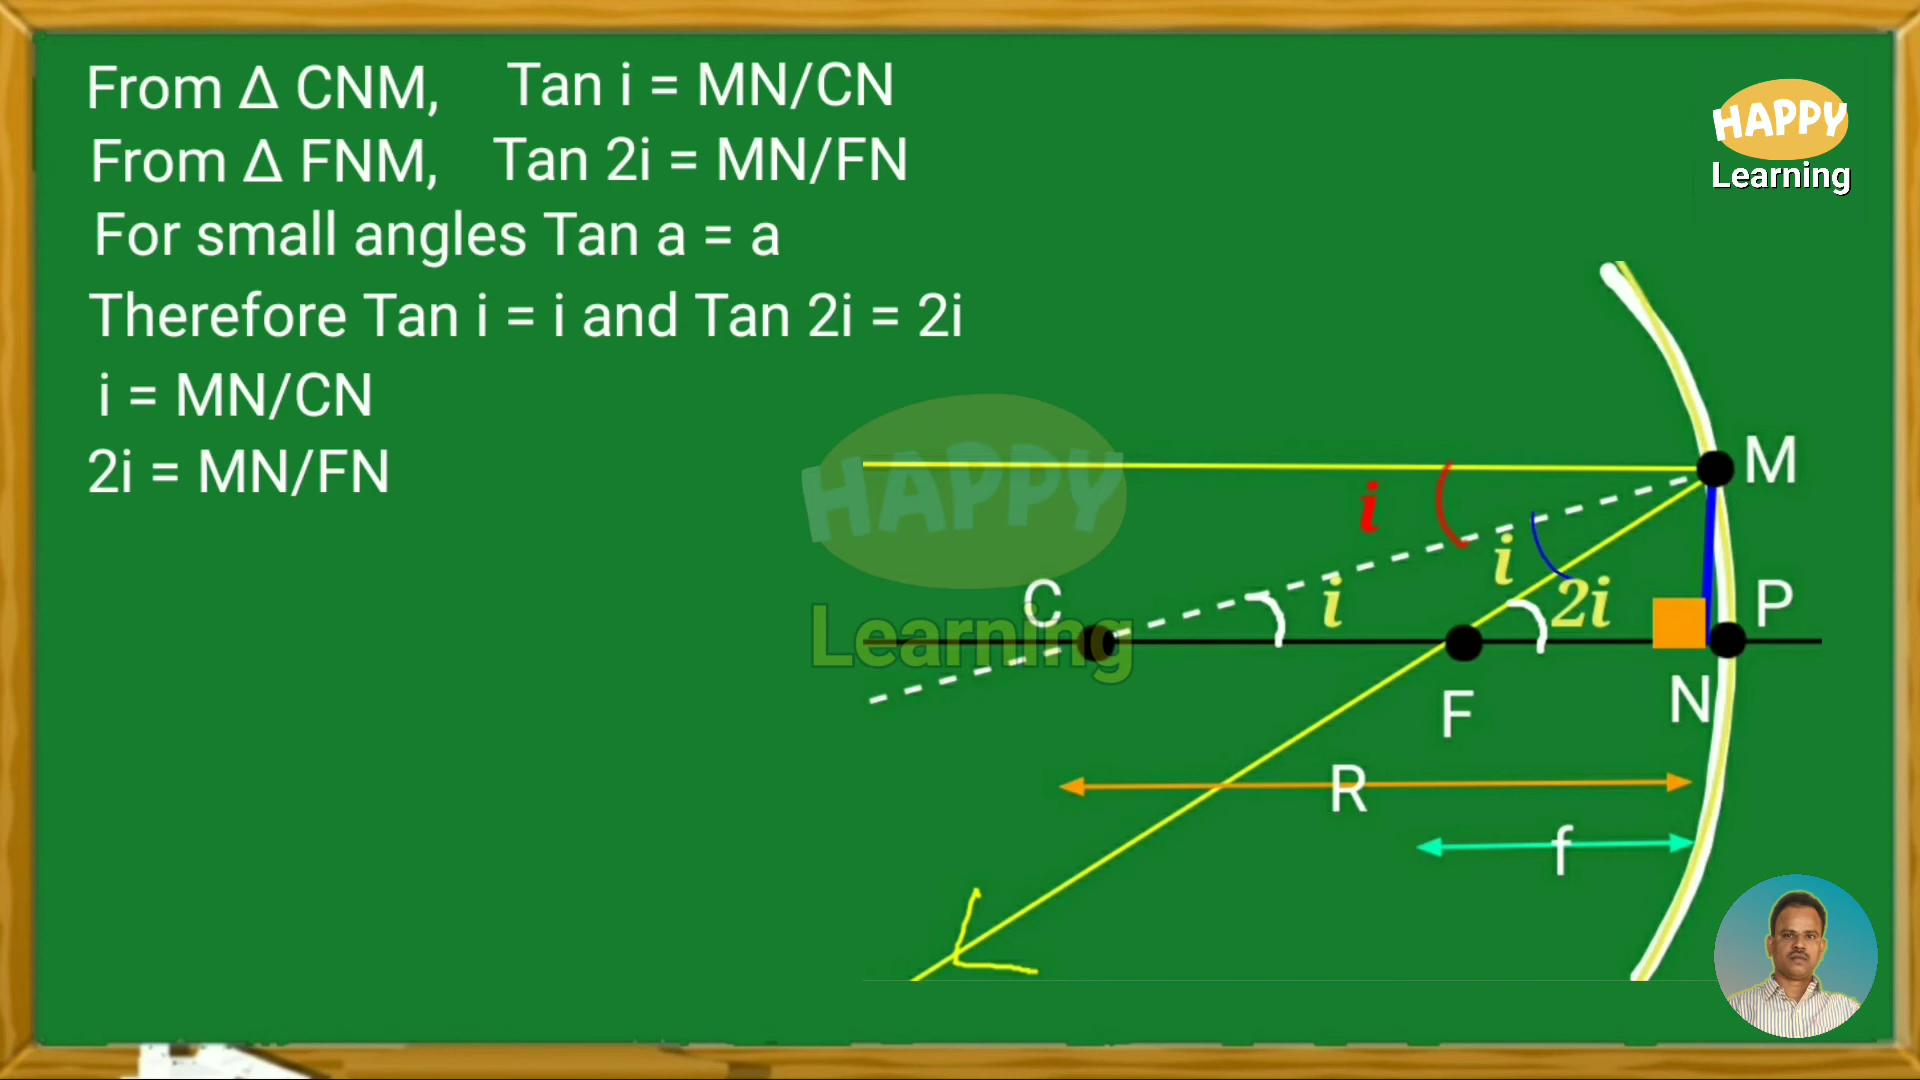 From Δ CNM, Tan i = MN/CN
From Δ FNM, Tan 2i = MN/FN
For small angles Tan a = a
Therefore Tan i = i and Tan 2i = 2i
i = MN/CN
2i = MN/FN
HAPPY
Learning
HAPPY
Learning
M
i
i
C
i
2i
P
F
N
R
f